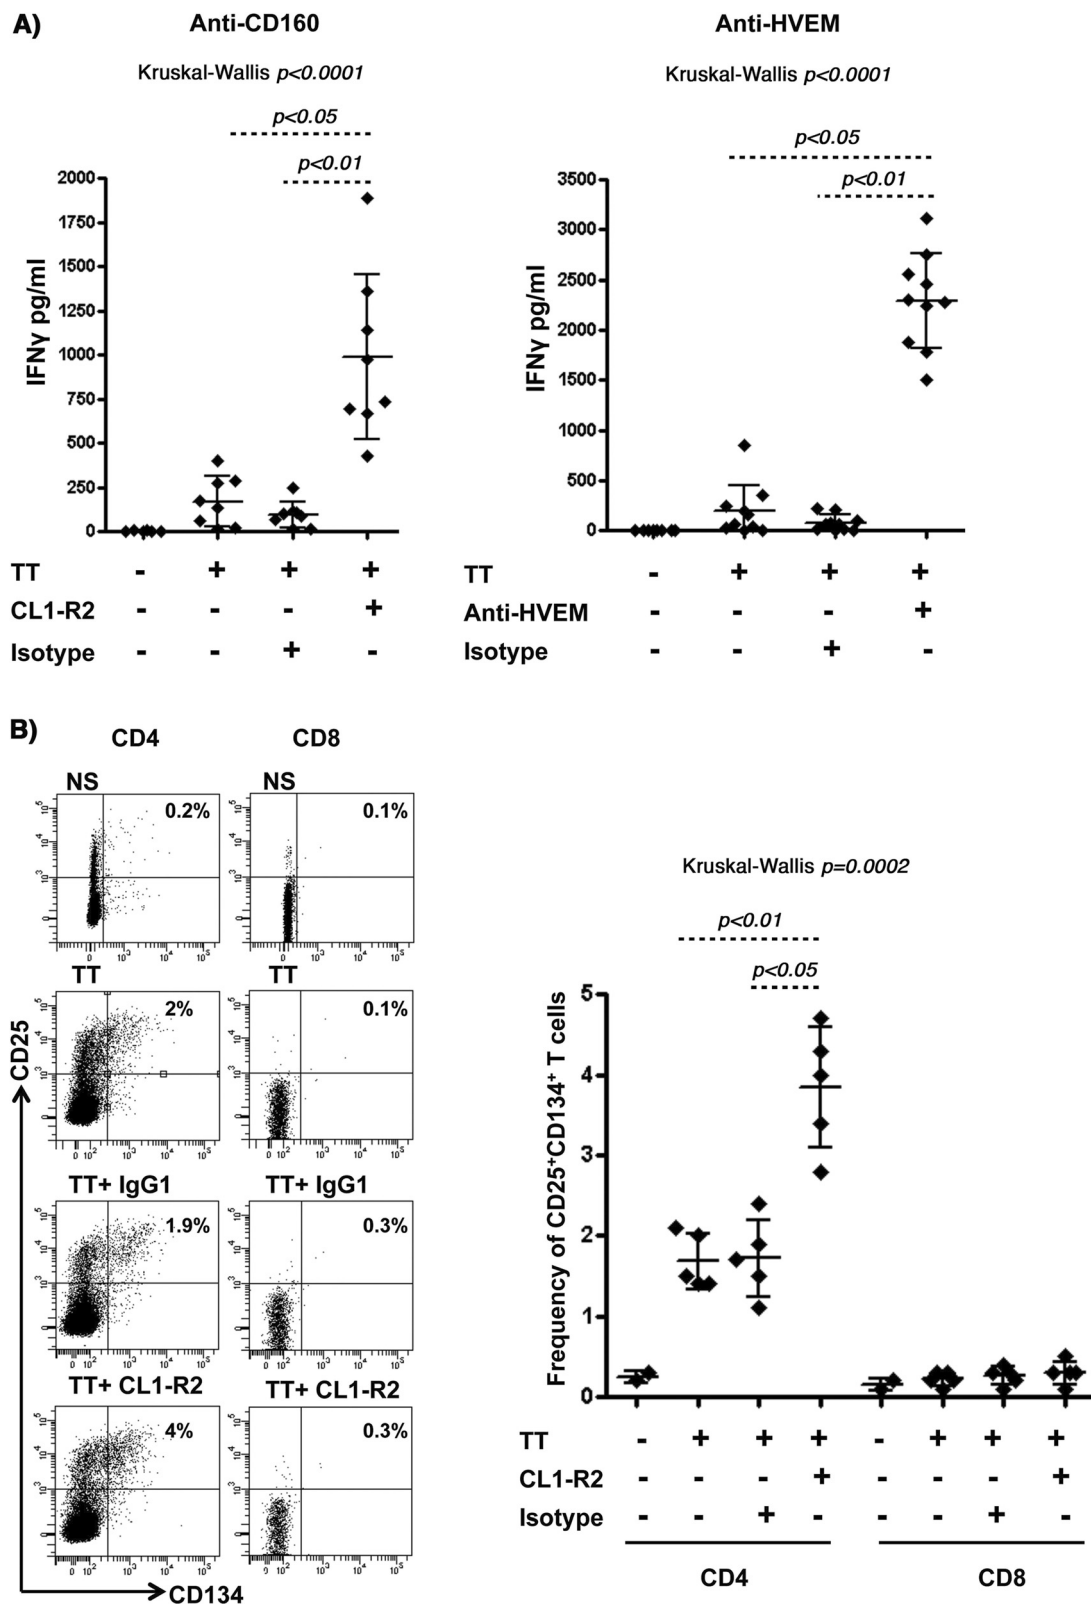 A)
Anti-CD160
Kruskal-Wallis p<0.0001
p<0.05
p<0.01
IFNγ pg/ml
2000
1750
1500
1250
1000
750
500
250
0
TT - + + +
CL1-R2 - - - +
Isotype - - + -
Anti-HVEM
Kruskal-Wallis p<0.0001
p<0.05
p<0.01
IFNγ pg/ml
3500
3000
2500
2000
1500
1000
500
0
TT - + + +
Anti-HVEM - - - +
Isotype - - + -
B)
CD4 CD8
NS NS
0.2% 0.1%
TT TT
2% 0.1%
TT+ IgG1 TT+ IgG1
1.9% 0.3%
TT+ CL1-R2 TT+ CL1-R2
4% 0.3%
CD25
CD134
Kruskal-Wallis p=0.0002
p<0.01
p<0.05
Frequency of CD25⁺CD134⁺ T cells
5
4
3
2
1
0
TT - + + + - + + +
CL1-R2 - - - + - - - +
Isotype - - + - - - + -
CD4 CD8